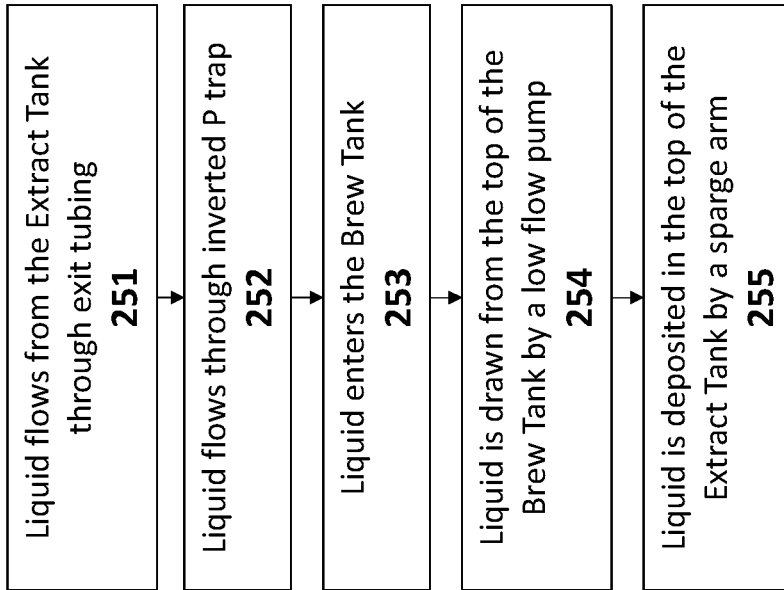 Liquid flows from the Extract Tank
through exit tubing
251
Liquid flows through inverted P trap
252
Liquid enters the Brew Tank
253
Liquid is drawn from the top of the
Brew Tank by a low flow pump
254
Liquid is deposited in the top of the
Extract Tank by a sparge arm
255